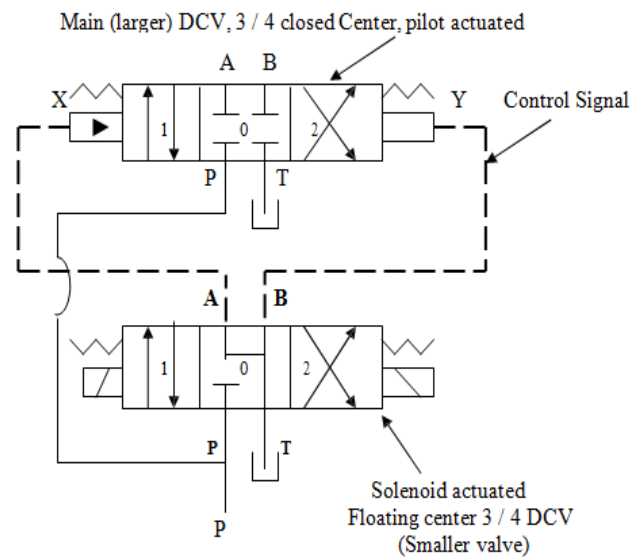 Main (larger) DCV, 3 / 4 closed Center, pilot actuated
A B
X Y Control Signal
1 0 2
P T
A B
1 0 2
P T
P
Solenoid actuated
Floating center 3 / 4 DCV
(Smaller valve)